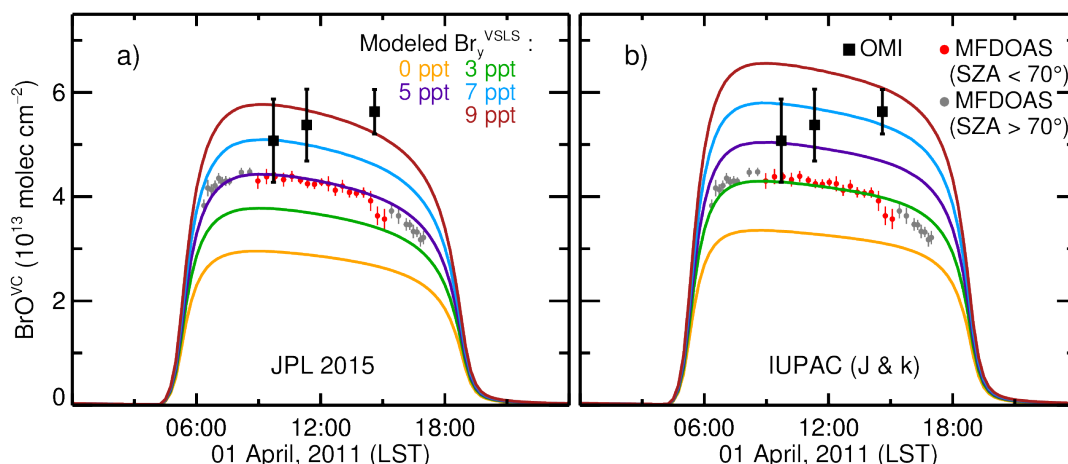 a)
Modeled Br_y^VSLS :
0 ppt 3 ppt
5 ppt 7 ppt
9 ppt
b)
OMI
MFDOAS
(SZA < 70°)
MFDOAS
(SZA > 70°)
BrO^VC (10^13 molec cm^−2)
6
4
2
0
JPL 2015
IUPAC (J & k)
06:00 12:00 18:00
01 April, 2011 (LST)
06:00 12:00 18:00
01 April, 2011 (LST)